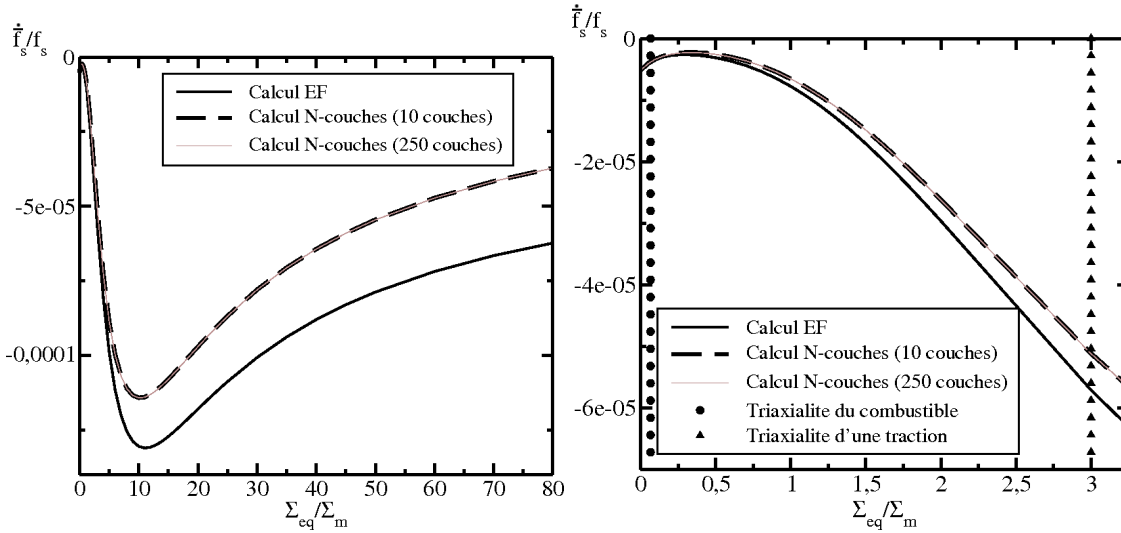 ḟ̄ₛ/fₛ
0
-5e-05
-0,0001
Calcul EF
Calcul N-couches (10 couches)
Calcul N-couches (250 couches)
0 10 20 30 40 50 60 70 80
Σeq/Σm
ḟ̄ₛ/fₛ
0
-2e-05
-4e-05
-6e-05
Calcul EF
Calcul N-couches (10 couches)
Calcul N-couches (250 couches)
Triaxialite du combustible
Triaxialite d'une traction
0 0,5 1 1,5 2 2,5 3
Σeq/Σm